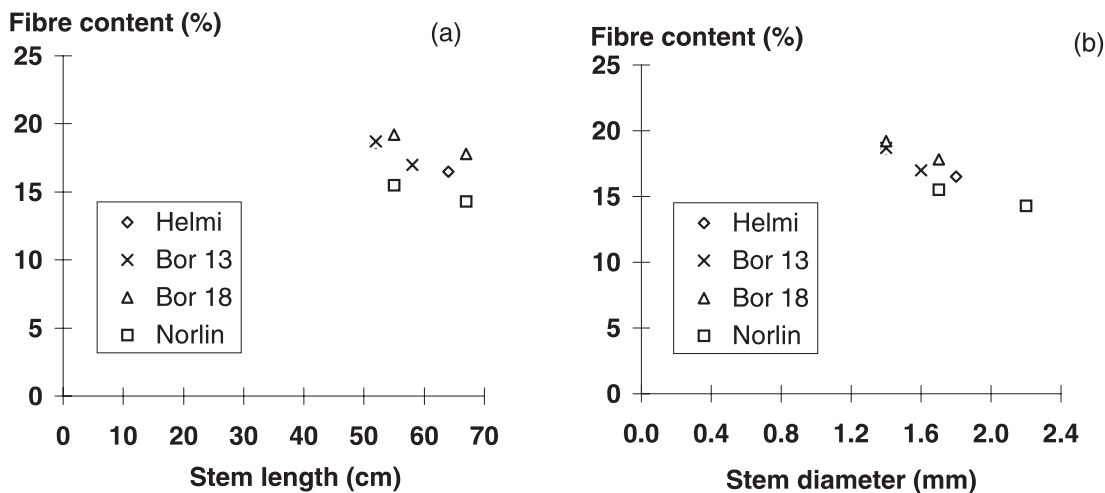 Fibre content (%)
(a)
25
20
15
10
5
0
Helmi
Bor 13
Bor 18
Norlin
0 10 20 30 40 50 60 70
Stem length (cm)
Fibre content (%)
(b)
25
20
15
10
5
0
Helmi
Bor 13
Bor 18
Norlin
0.0 0.4 0.8 1.2 1.6 2.0 2.4
Stem diameter (mm)